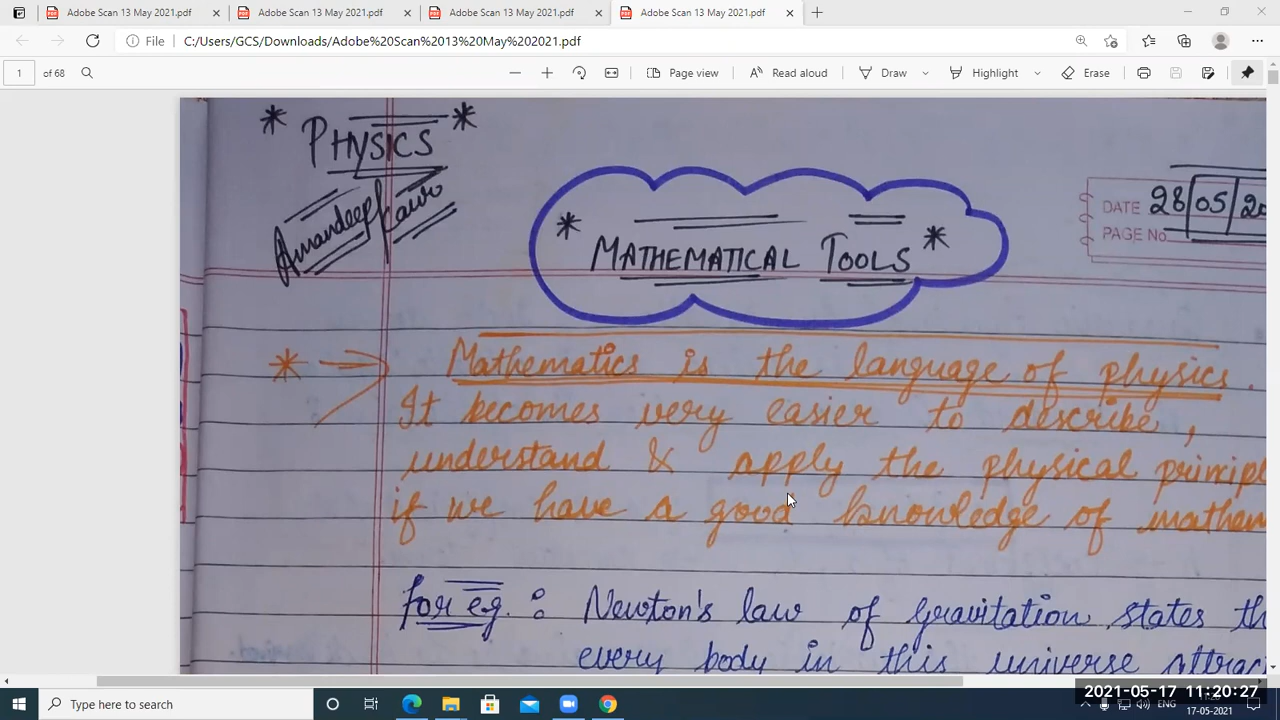 Adobe Scan 13 May 2021.pdf
Adobe Scan 13 May 2021.pdf
Adobe Scan 13 May 2021.pdf
Adobe Scan 13 May 2021.pdf
File C:/Users/GCS/Downloads/Adobe%20Scan%2013%20May%202021.pdf
1 of 68 Page view Read aloud Draw Highlight Erase
* PHYSICS *
Amandeep Kaur
DATE 28 05 20
PAGE No.
* MATHEMATICAL TOOLS *
Mathematics is the language of physics.
It becomes very easier to describe,
understand & apply the physical principl
if we have a good knowledge of mathem
for eg. : Newton's law of gravitation states th
every body in this universe attrac
2021-05-17 11:20:27
Type here to search
ENG
17-05-2021